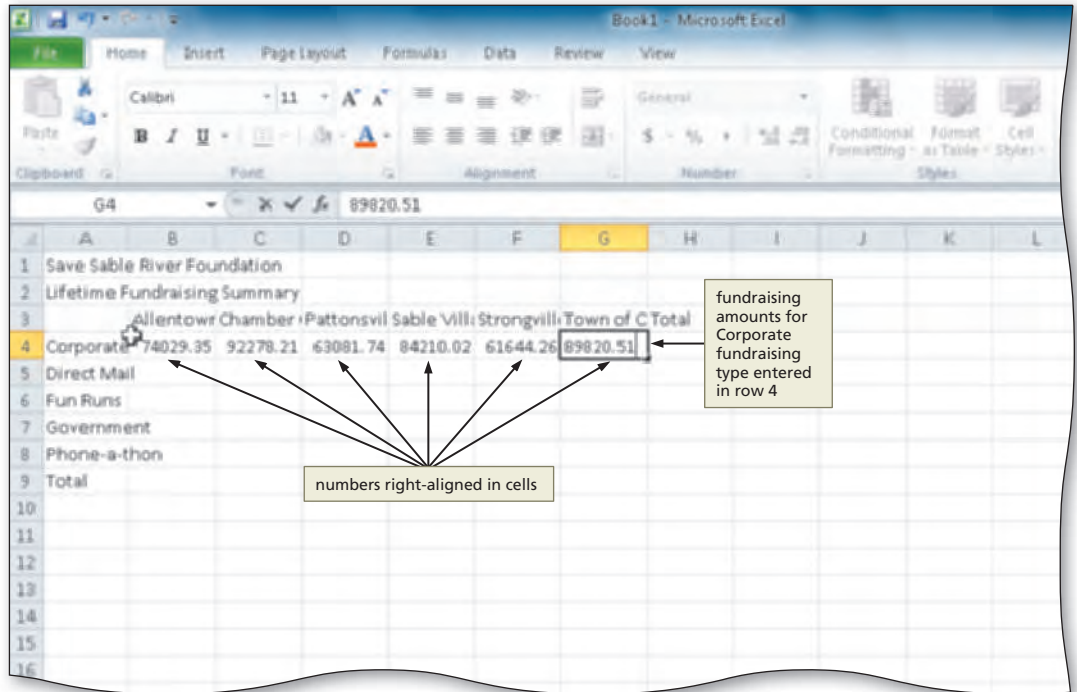 Book1 - Microsoft Excel
File Home Insert Page Layout Formulas Data Review View
Calibri 11 A A General
Paste B I U A $ % , Conditional Formatting Format as Table Cell Styles
Clipboard Font Alignment Number Styles
G4 fx 89820.51
A B C D E F G H I J K L
1 Save Sable River Foundation
2 Lifetime Fundraising Summary
3 Allentowr Chamber Pattonsvil Sable Villa Strongvill Town of C Total
4 Corporate 74029.35 92278.21 63081.74 84210.02 61644.26 89820.51
5 Direct Mail
6 Fun Runs
7 Government
8 Phone-a-thon
9 Total
10
11
12
13
14
15
16
fundraising
amounts for
Corporate
fundraising
type entered
in row 4
numbers right-aligned in cells